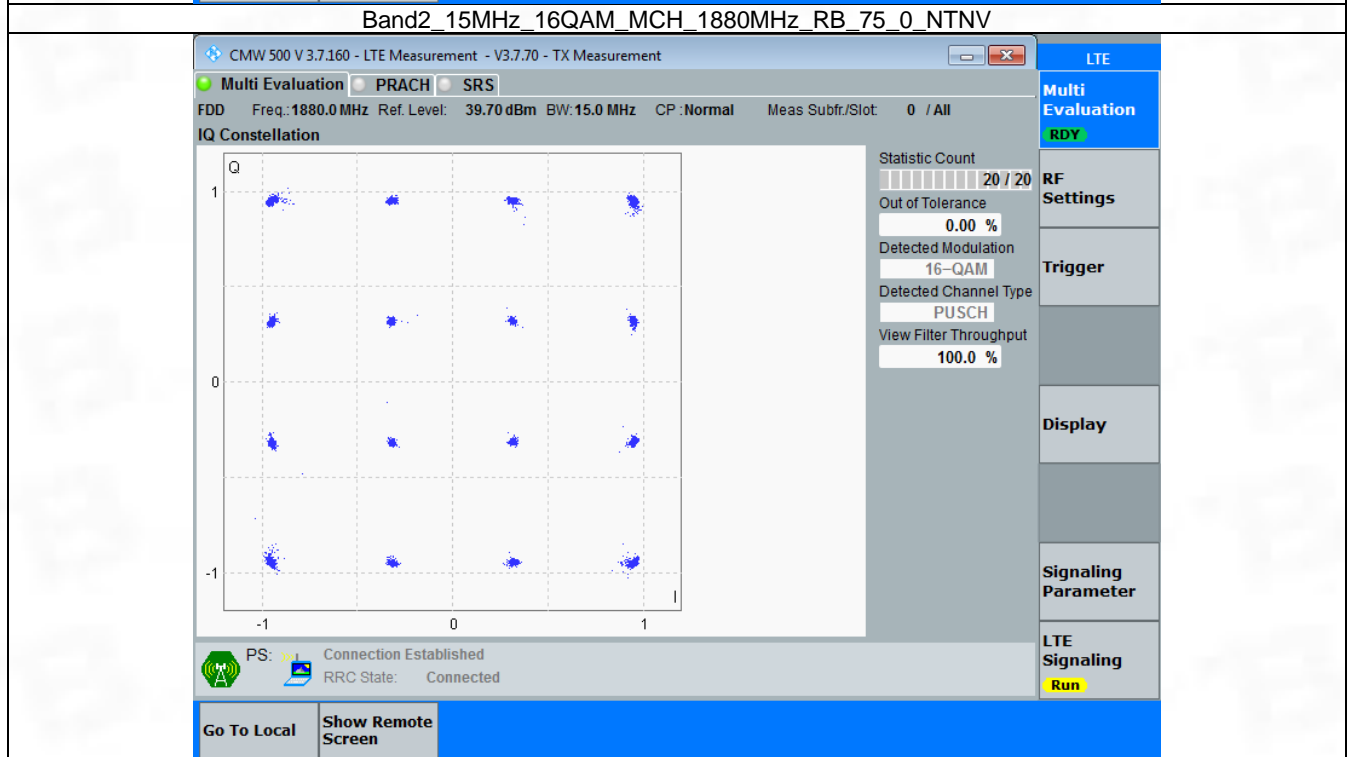 Band2_15MHz_16QAM_MCH_1880MHz_RB_75_0_NTNV
CMW 500 V 3.7.160 - LTE Measurement - V3.7.70 - TX Measurement
LTE
Multi Evaluation PRACH SRS
FDD Freq.:1880.0 MHz Ref. Level: 39.70 dBm BW:15.0 MHz CP :Normal Meas Subfr./Slot: 0 / All
IQ Constellation
Q
1
0
-1
-1 0 1
I
Statistic Count
20 / 20
Out of Tolerance
0.00 %
Detected Modulation
16-QAM
Detected Channel Type
PUSCH
View Filter Throughput
100.0 %
Multi
Evaluation
RDY
RF
Settings
Trigger
Display
Signaling
Parameter
LTE
Signaling
Run
PS: Connection Established
RRC State: Connected
Go To Local
Show Remote
Screen